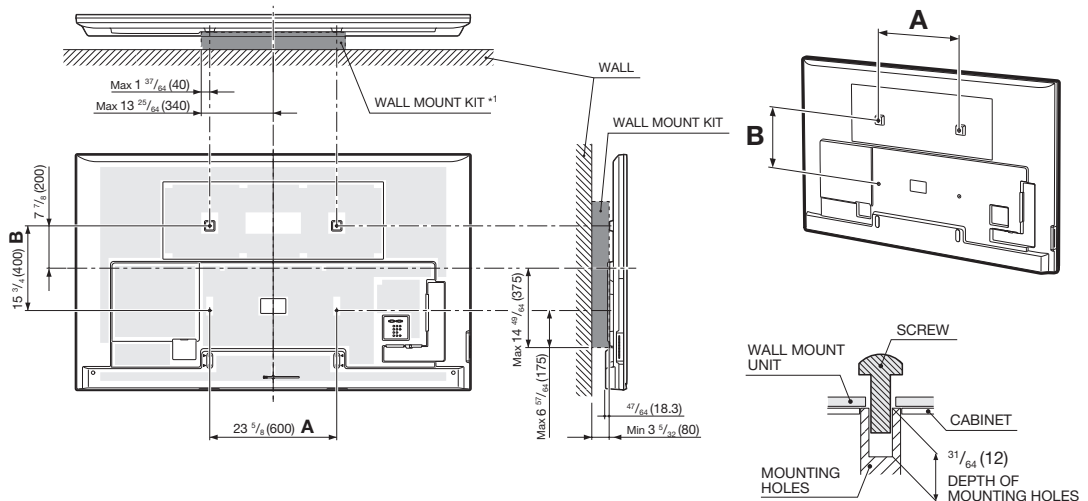 Max 1 37/64 (40)
Max 13 25/64 (340)
WALL MOUNT KIT *1
WALL
WALL MOUNT KIT
A
B
7 7/8 (200)
15 3/4 (400) B
23 5/8 (600) A
Max 14 49/64 (375)
Max 6 57/64 (175)
47/64 (18.3)
Min 3 5/32 (80)
SCREW
WALL MOUNT
UNIT
CABINET
MOUNTING
HOLES
31/64 (12)
DEPTH OF
MOUNTING HOLES